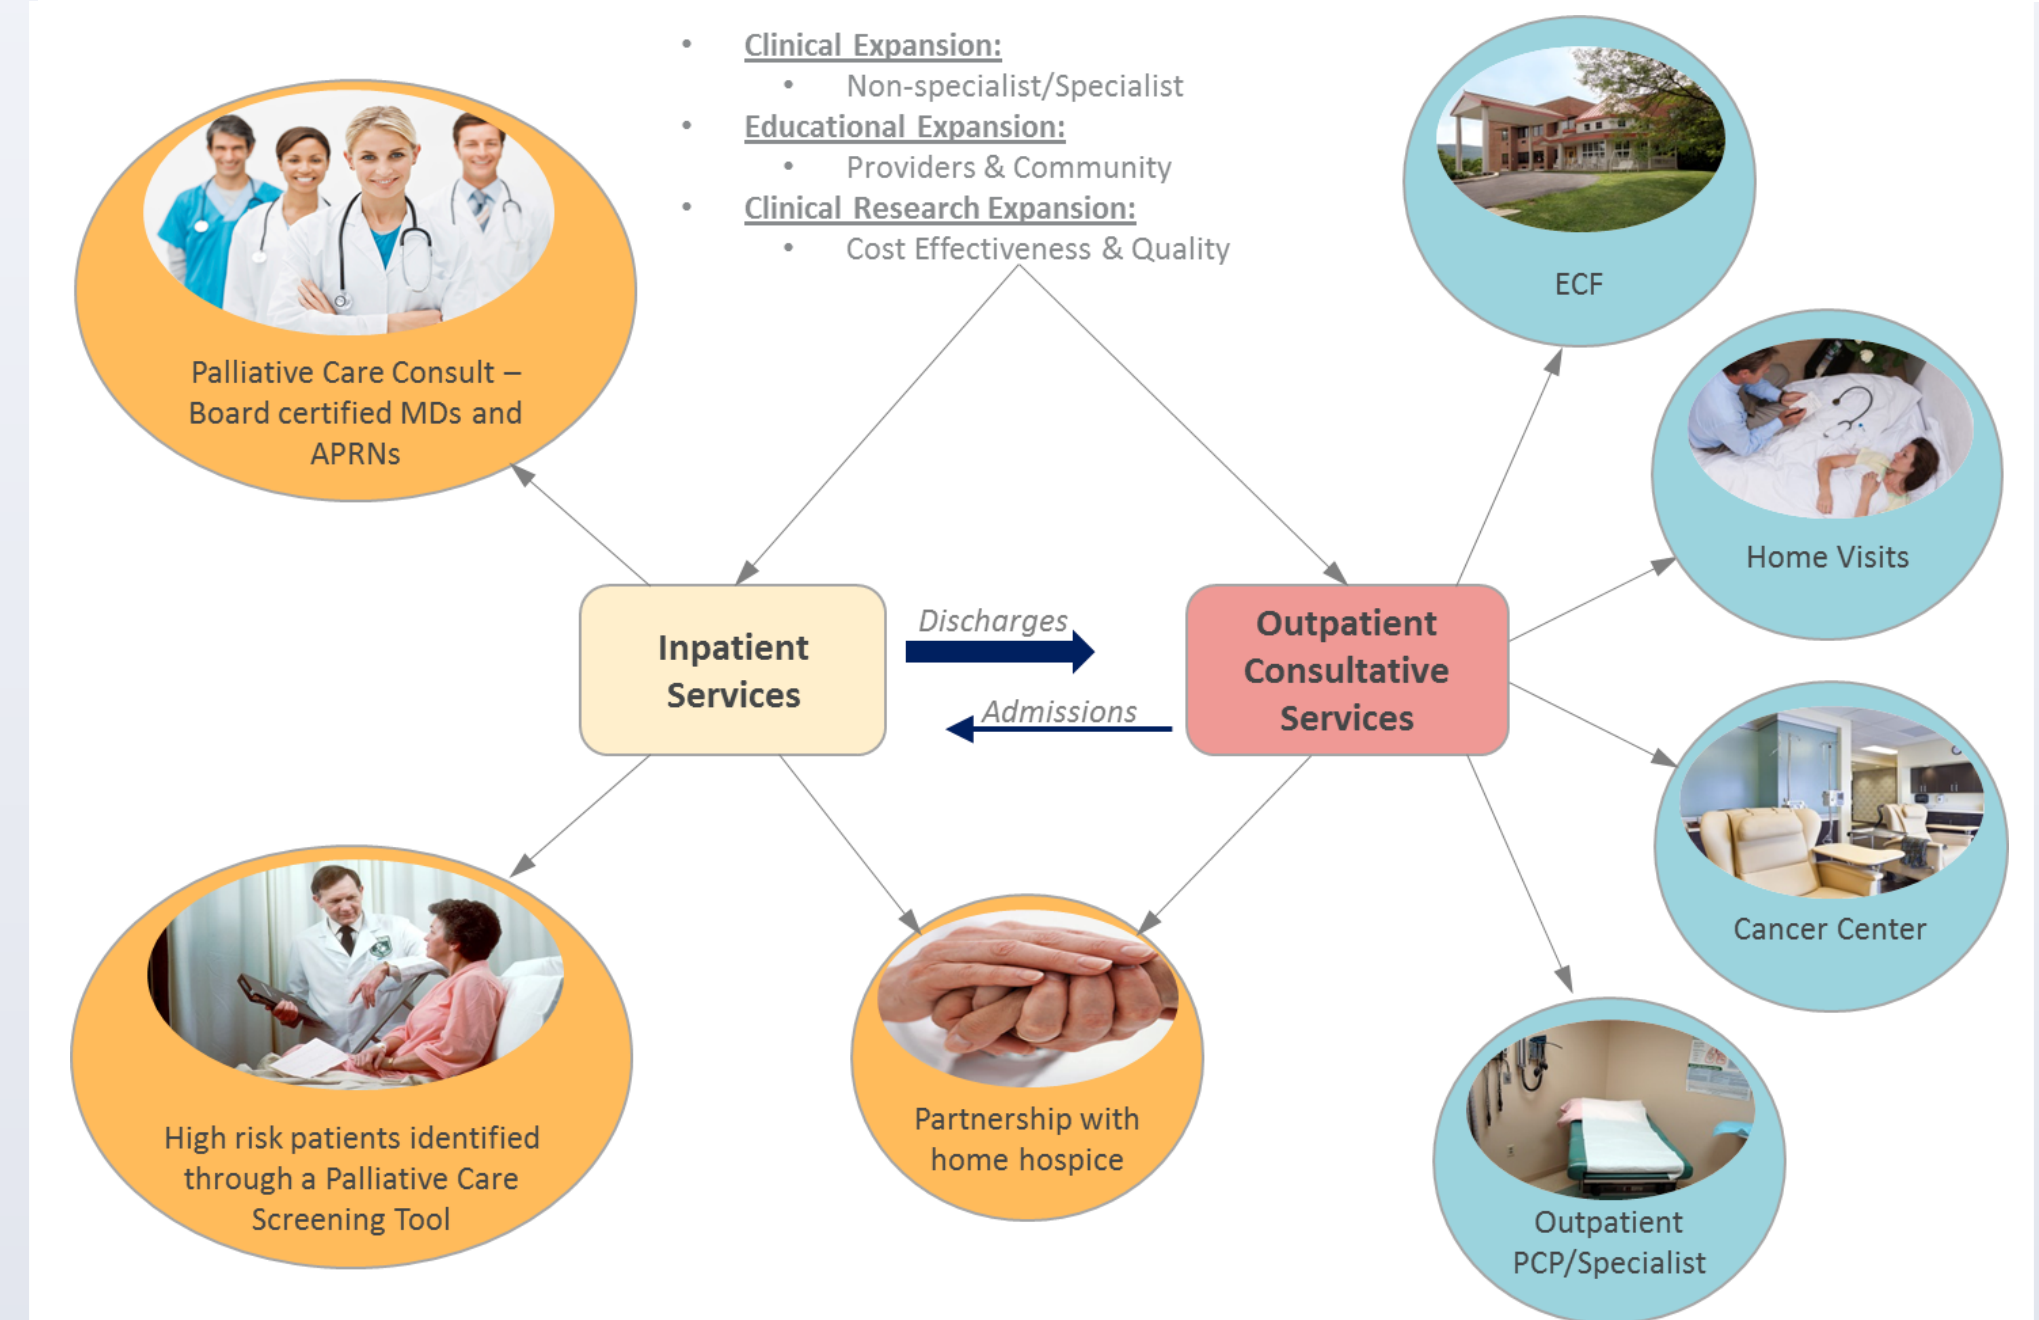 • Clinical Expansion:
• Non-specialist/Specialist
• Educational Expansion:
• Providers & Community
• Clinical Research Expansion:
• Cost Effectiveness & Quality
Palliative Care Consult –
Board certified MDs and
APRNs
ECF
Home Visits
Inpatient
Services
Discharges
Admissions
Outpatient
Consultative
Services
Cancer Center
High risk patients identified
through a Palliative Care
Screening Tool
Partnership with
home hospice
Outpatient
PCP/Specialist